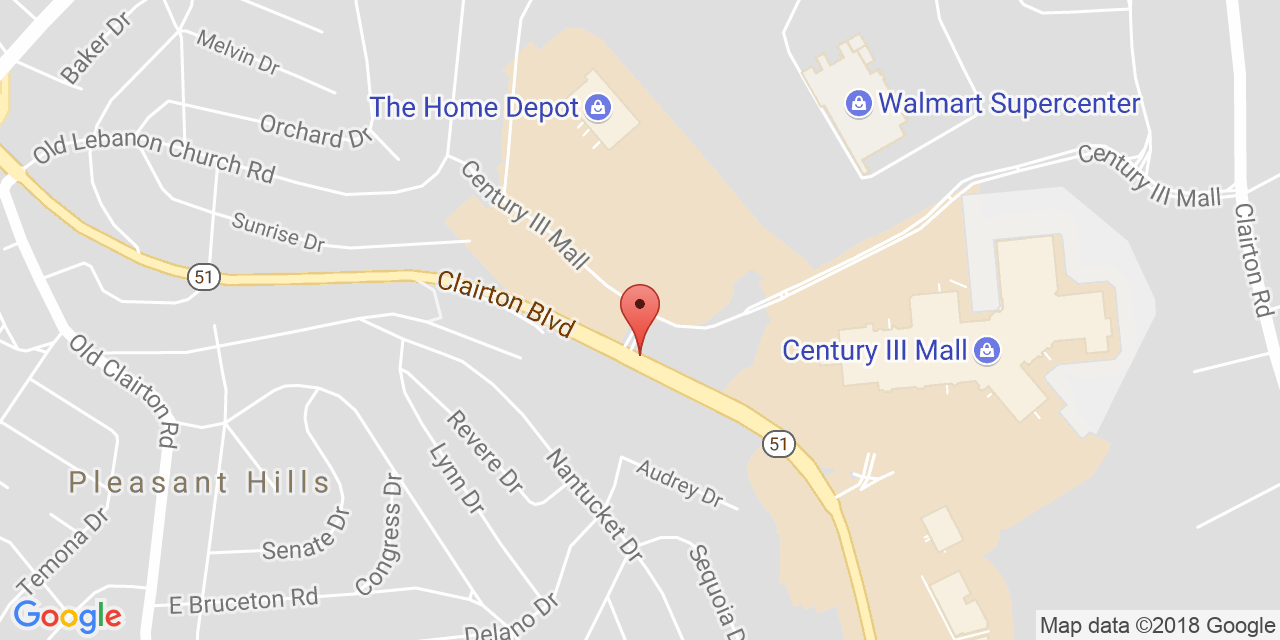 Baker Dr
Melvin Dr
The Home Depot
Walmart Supercenter
Orchard Dr
Old Lebanon Church Rd
Century III Mall
Century III Mall
Sunrise Dr
Clairton Rd
51
Clairton Blvd
Century III Mall
Old Clairton Rd
51
Revere Dr
Lynn Dr
Nantucket Dr
Audrey Dr
Pleasant Hills
Congress Dr
Senate Dr
Temona Dr
Sequoia D
E Bruceton Rd
Delano Dr
Google
Map data ©2018 Google